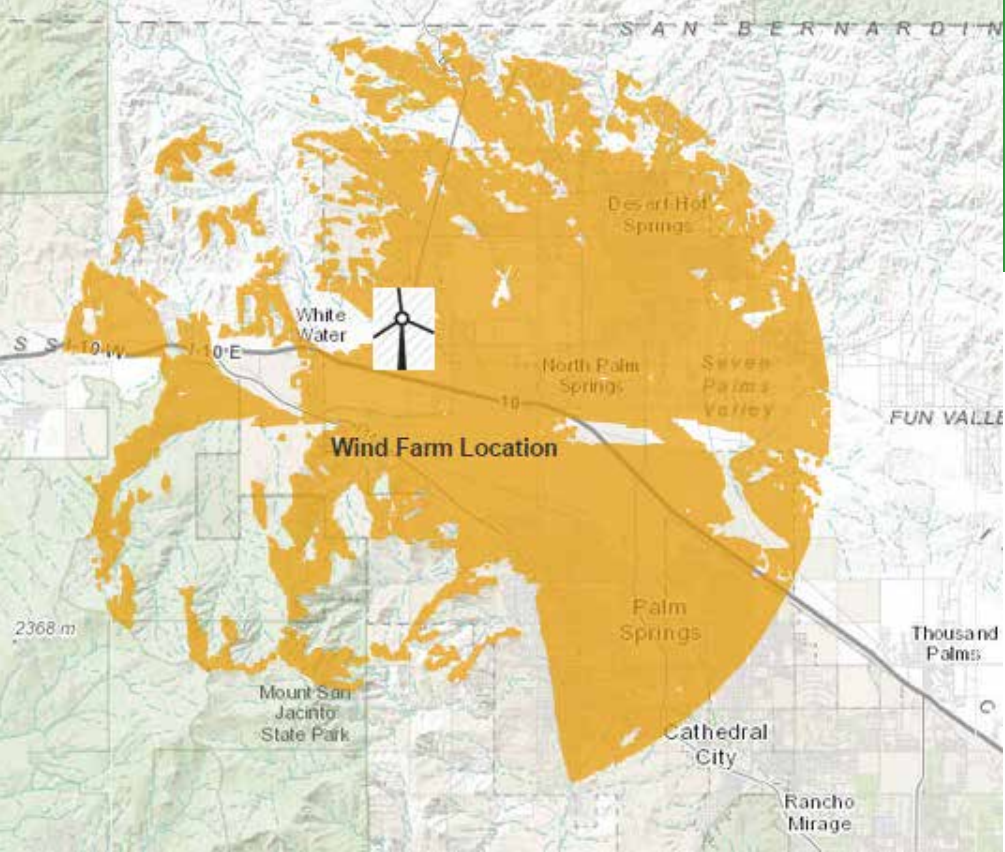 SAN BERNARDIN
Desert Hot
Springs
White
Water
S S I-10-W
I-10-E
North Palm
Springs
Seven
Palms
Valley
10
FUN VALLE
Wind Farm Location
Palm
Springs
2368 m
Thousand
Palms
Mount San
Jacinto
State Park
C
Cathedral
City
Rancho
Mirage